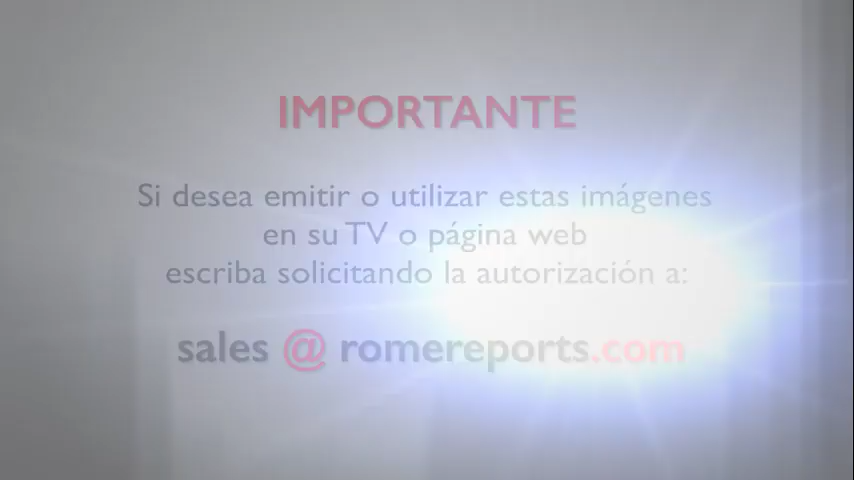 IMPORTANTE
Si desea emitir o utilizar estas imágenes
en su TV o página web
escriba solicitando la autorización a:
sales @ romereports.com